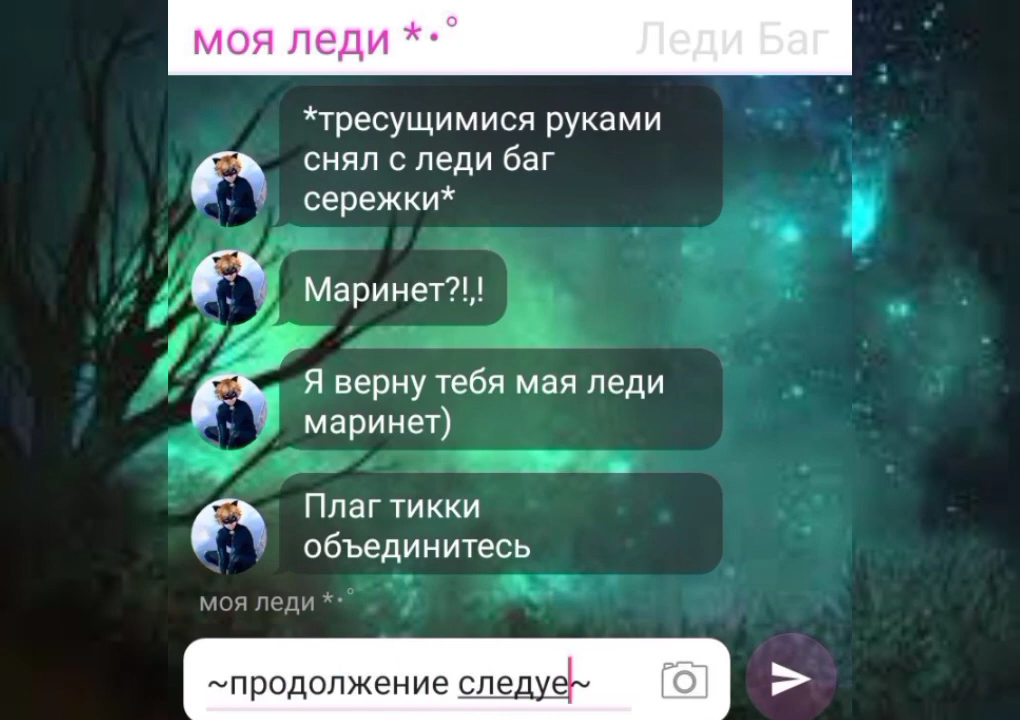 моя леди *•° Леди Баг
*тресущимися руками
снял с леди баг
сережки*
Маринет?!,!
Я верну тебя мая леди
маринет)
Плаг тикки
объединитесь
моя леди *•°
~продолжение следуе~